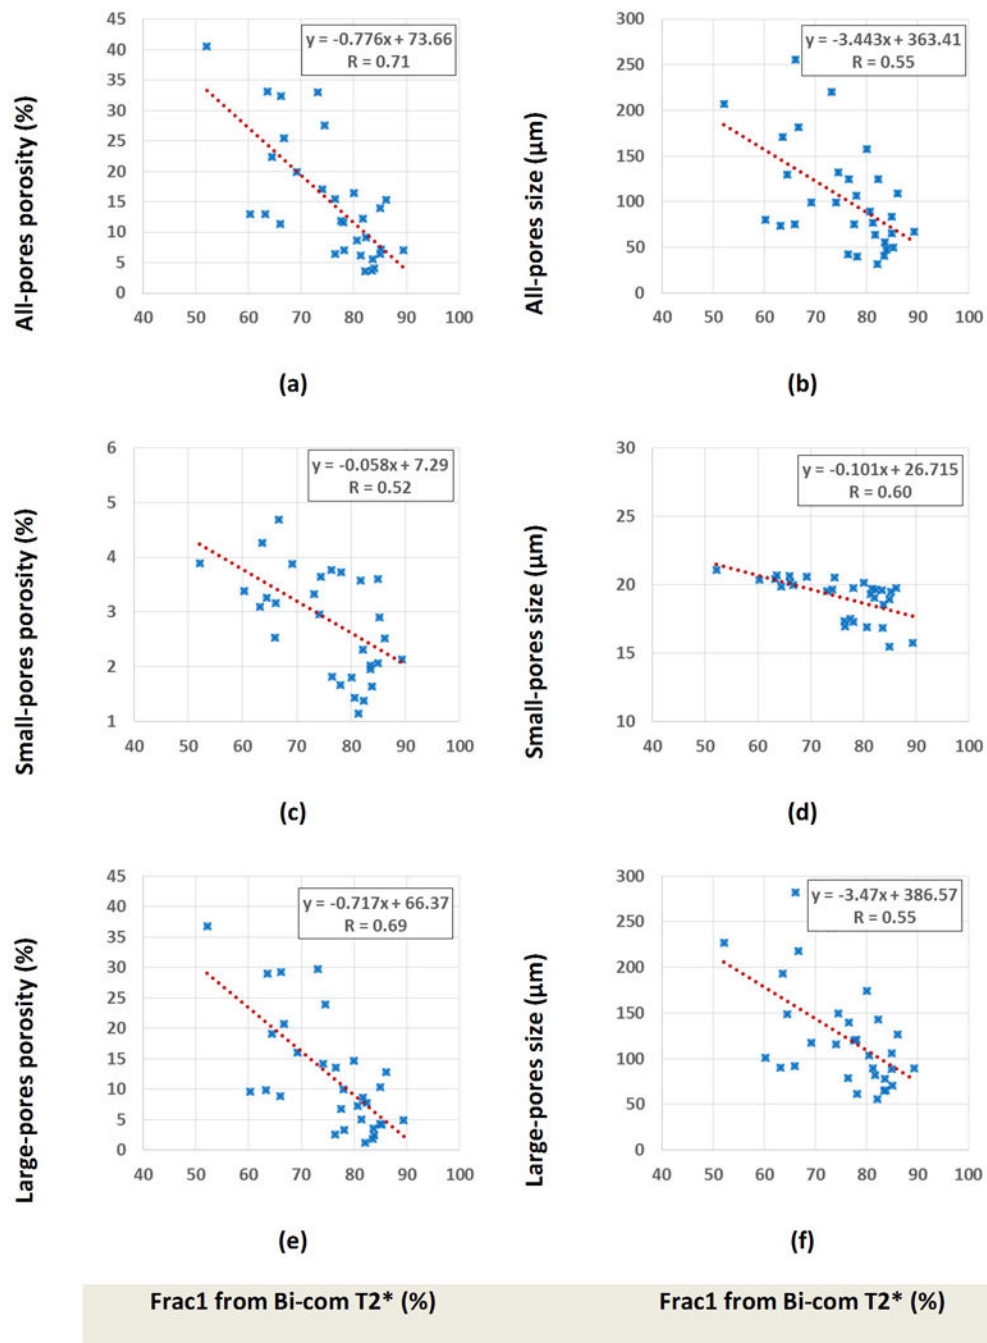 All-pores porosity (%)
45
40
35
30
25
20
15
10
5
0
y = -0.776x + 73.66
R = 0.71
40 50 60 70 80 90 100
(a)
All-pores size (µm)
300
250
200
150
100
50
0
y = -3.443x + 363.41
R = 0.55
40 50 60 70 80 90 100
(b)
Small-pores porosity (%)
6
5
4
3
2
1
y = -0.058x + 7.29
R = 0.52
40 50 60 70 80 90 100
(c)
Small-pores size (µm)
30
25
20
15
10
y = -0.101x + 26.715
R = 0.60
40 50 60 70 80 90 100
(d)
Large-pores porosity (%)
45
40
35
30
25
20
15
10
5
0
y = -0.717x + 66.37
R = 0.69
40 50 60 70 80 90 100
(e)
Large-pores size (µm)
300
250
200
150
100
50
0
y = -3.47x + 386.57
R = 0.55
40 50 60 70 80 90 100
(f)
Frac1 from Bi-com T2* (%)
Frac1 from Bi-com T2* (%)